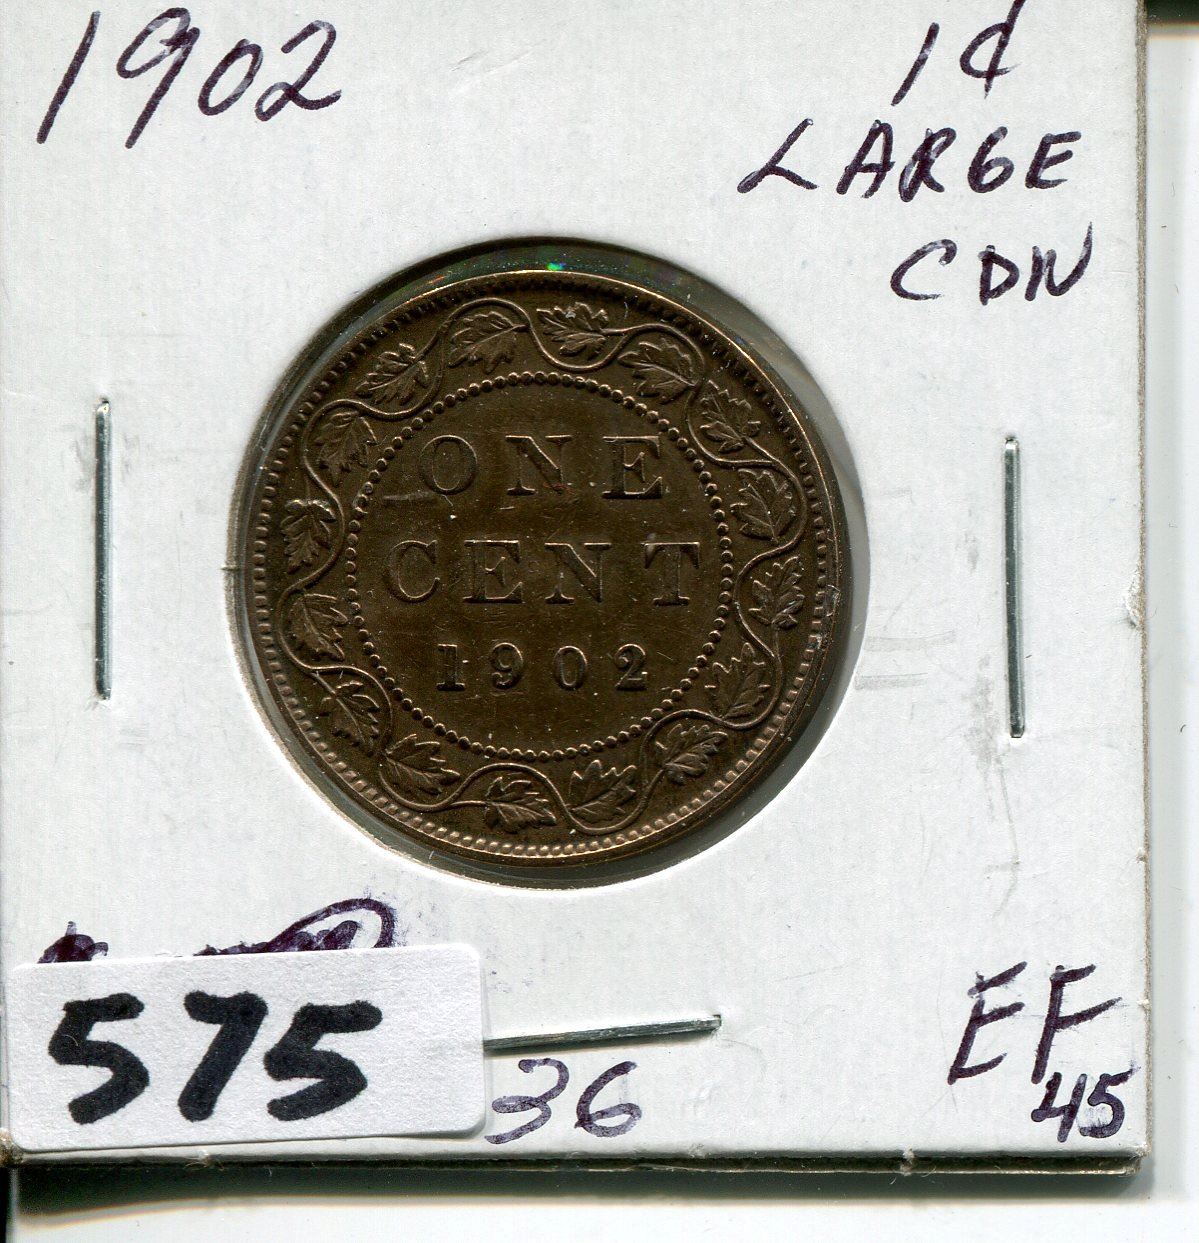 1902
1¢
LARGE
CDN
ONE
CENT
1902
575
36
EF
45